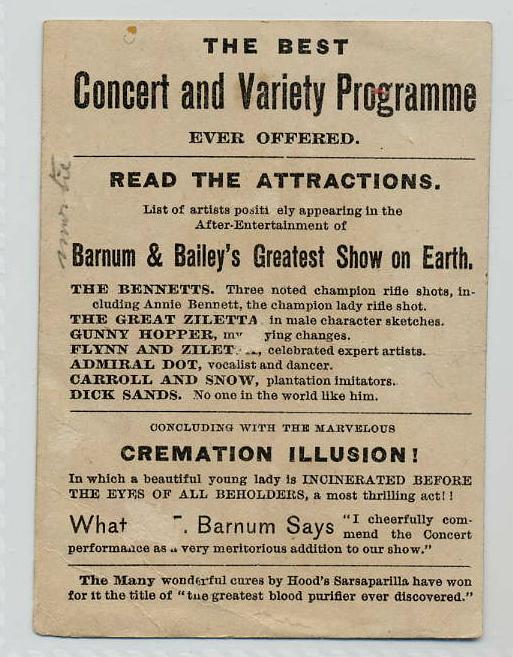 THE BEST
Concert and Variety Programme
EVER OFFERED.
READ THE ATTRACTIONS.
List of artists positi ely appearing in the
After-Entertainment of
Barnum & Bailey's Greatest Show on Earth.
THE BENNETTS. Three noted champion rifle shots, in-
cluding Annie Bennett, the champion lady rifle shot.
THE GREAT ZILETTA in male character sketches.
GUNNY HOPPER, my ying changes.
FLYNN AND ZILET A, celebrated expert artists.
ADMIRAL DOT, vocalist and dancer.
CARROLL AND SNOW, plantation imitators.
DICK SANDS. No one in the world like him.
CONCLUDING WITH THE MARVELOUS
CREMATION ILLUSION!
In which a beautiful young lady is INCINERATED BEFORE
THE EYES OF ALL BEHOLDERS, a most thrilling act!!
What T. Barnum Says "I cheerfully com-
mend the Concert
performance as a very meritorious addition to our show."
The Many wonderful cures by Hood's Sarsaparilla have won
for it the title of "the greatest blood purifier ever discovered."